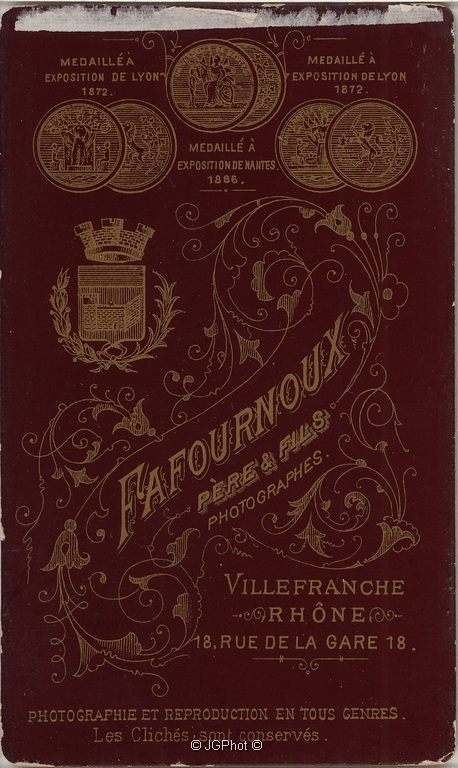 MEDAILLÉ À
EXPOSITION DE LYON
1872.
MEDAILLÉ À
EXPOSITION DE LYON
1872.
MEDAILLÉ À
EXPOSITION DE NANTES
1886.
FAFOURNOUX
PÈRE & FILS
PHOTOGRAPHES.
VILLEFRANCHE
RHÔNE
18, RUE DE LA GARE 18.
PHOTOGRAPHIE ET REPRODUCTION EN TOUS GENRES.
Les Clichés sont conservés.
© JGPhot ©